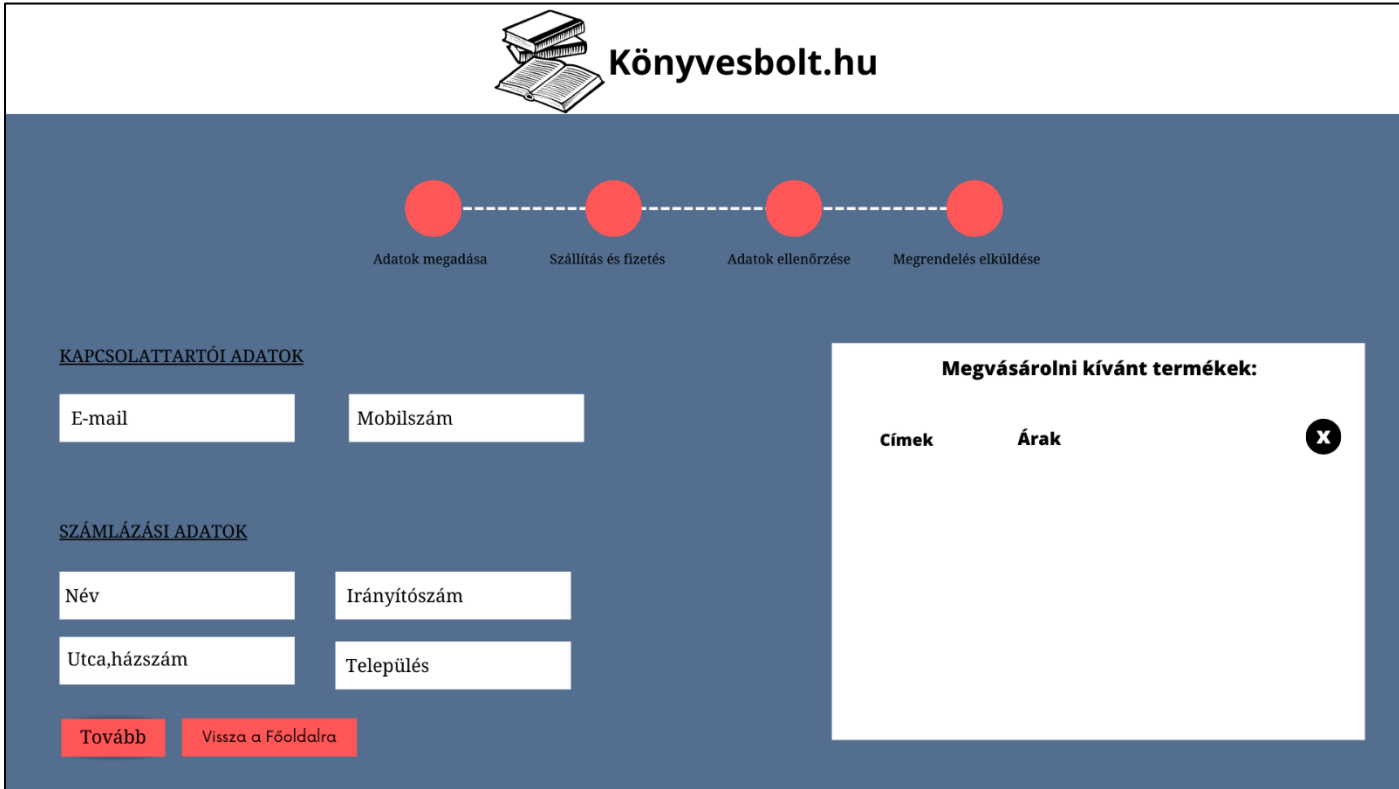 Könyvesbolt.hu
Adatok megadása
Szállítás és fizetés
Adatok ellenőrzése
Megrendelés elküldése
KAPCSOLATTARTÓI ADATOK
E-mail
Mobilszám
SZÁMLÁZÁSI ADATOK
Név
Irányítószám
Utca,házszám
Település
Tovább
Vissza a Főoldalra
Megvásárolni kívánt termékek:
Címek
Árak
X